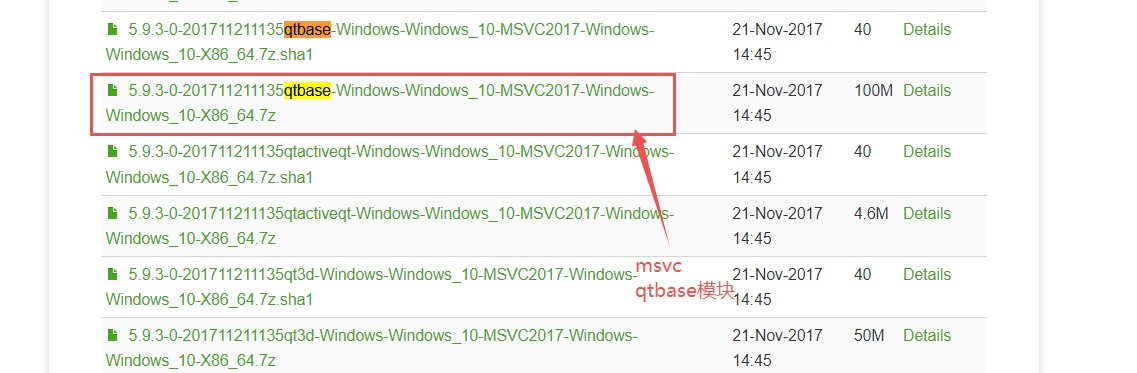 5.9.3-0-201711211135qtbase-Windows-Windows_10-MSVC2017-Windows- 21-Nov-2017 40 Details
Windows_10-X86_64.7z.sha1 14:45
5.9.3-0-201711211135qtbase-Windows-Windows_10-MSVC2017-Windows- 21-Nov-2017 100M Details
Windows_10-X86_64.7z 14:45
5.9.3-0-201711211135qtactiveqt-Windows-Windows_10-MSVC2017-Windows- 21-Nov-2017 40 Details
Windows_10-X86_64.7z.sha1 14:45
5.9.3-0-201711211135qtactiveqt-Windows-Windows_10-MSVC2017-Windows- 21-Nov-2017 4.6M Details
Windows_10-X86_64.7z 14:45
msvc
5.9.3-0-201711211135qt3d-Windows-Windows_10-MSVC2017-Windows- 21-Nov-2017 40 Details
qtbase模块
Windows_10-X86_64.7z.sha1 14:45
5.9.3-0-201711211135qt3d-Windows-Windows_10-MSVC2017-Windows- 21-Nov-2017 50M Details
Windows_10-X86_64.7z 14:45